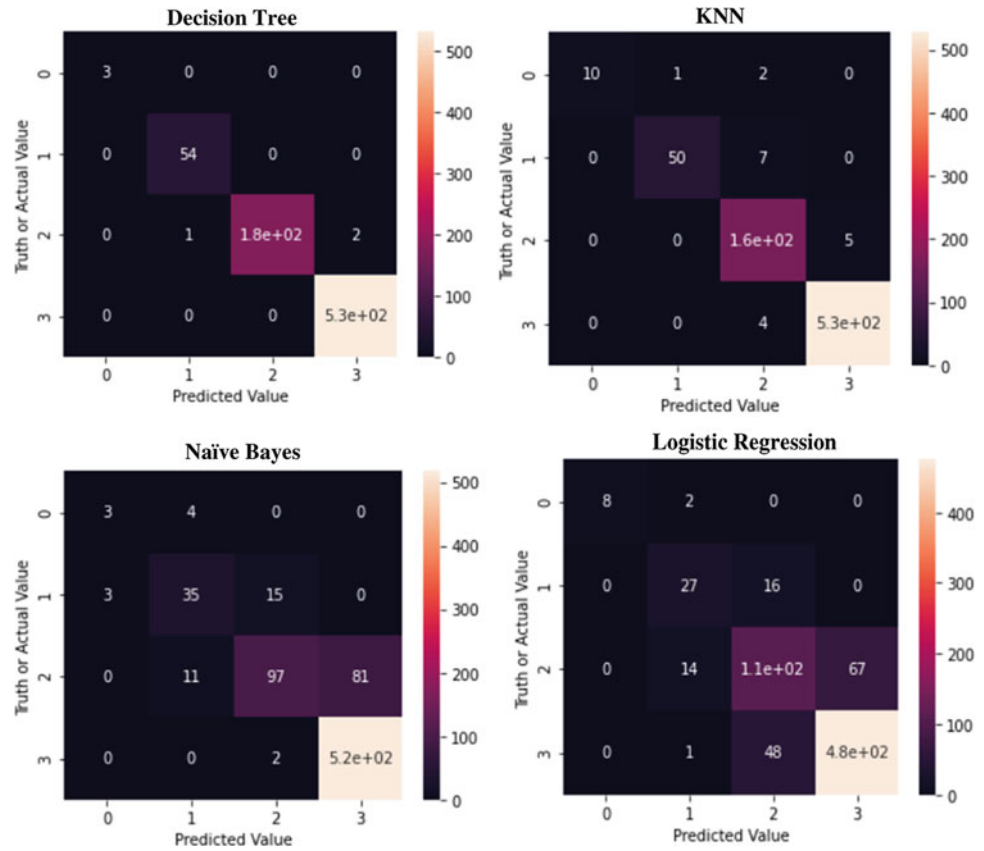 Decision Tree
Truth or Actual Value
0 3 0 0 0
1 0 54 0 0
2 0 1 1.8e+02 2
3 0 0 0 5.3e+02
0 1 2 3
Predicted Value
500
400
300
200
100
0
KNN
Truth or Actual Value
0 10 1 2 0
1 0 50 7 0
2 0 0 1.6e+02 5
3 0 0 4 5.3e+02
0 1 2 3
Predicted Value
500
400
300
200
100
0
Naïve Bayes
Truth or Actual Value
0 3 4 0 0
1 3 35 15 0
2 0 11 97 81
3 0 0 2 5.2e+02
0 1 2 3
Predicted Value
500
400
300
200
100
0
Logistic Regression
Truth or Actual Value
0 8 2 0 0
1 0 27 16 0
2 0 14 1.1e+02 67
3 0 1 48 4.8e+02
0 1 2 3
Predicted Value
400
300
200
100
0